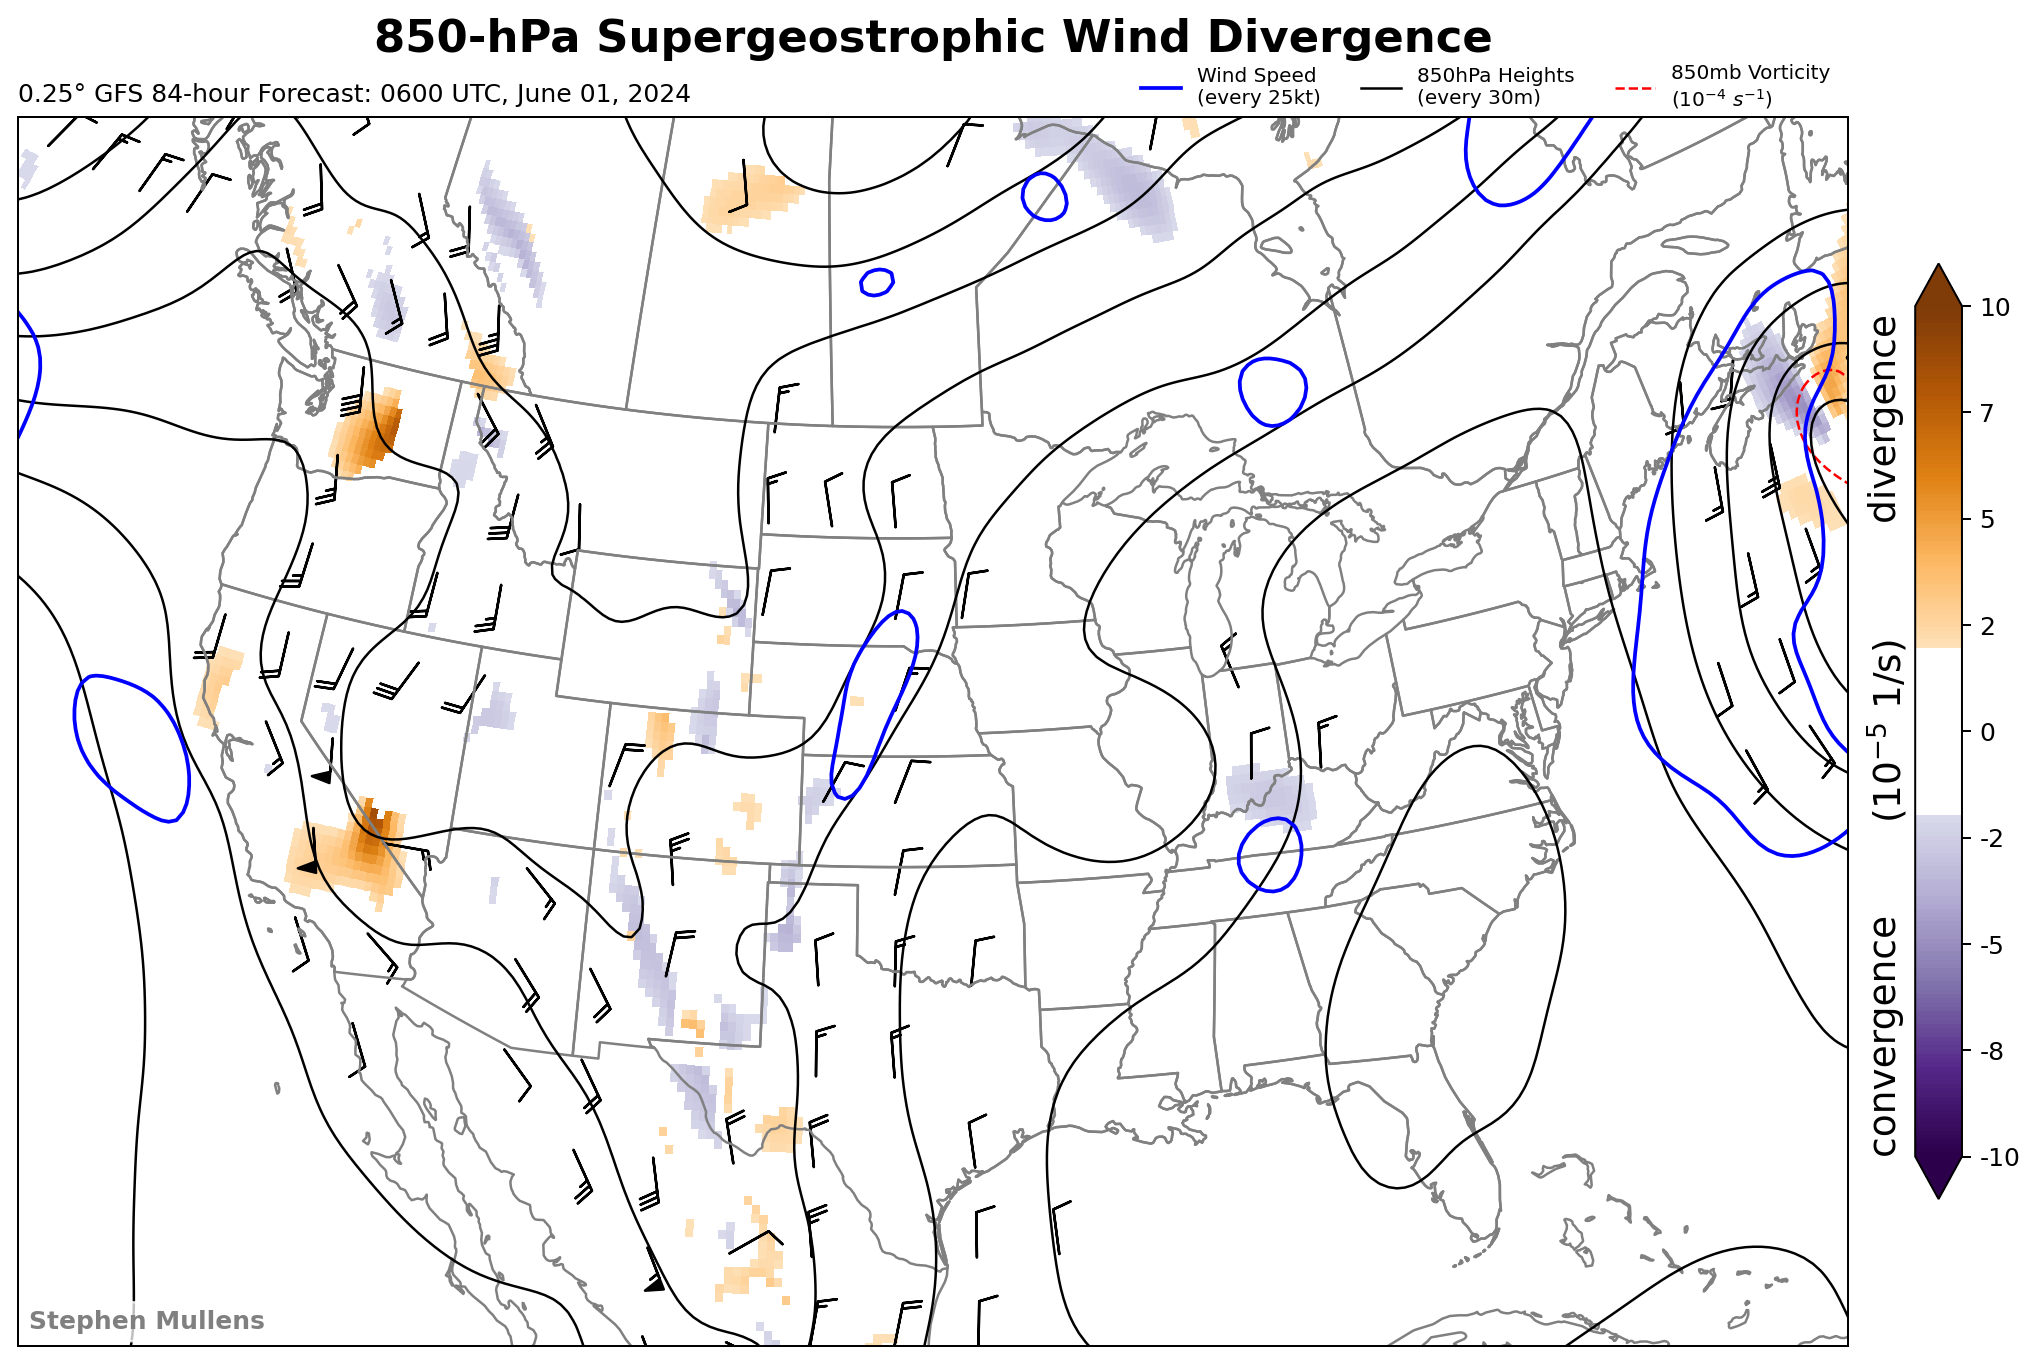 850-hPa Supergeostrophic Wind Divergence
0.25° GFS 84-hour Forecast: 0600 UTC, June 01, 2024
Wind Speed
(every 25kt)
850hPa Heights
(every 30m)
850mb Vorticity
(10⁻⁴ s⁻¹)
10
7
5
2
0
-2
-5
-8
-10
convergence (10⁻⁵ 1/s) divergence
Stephen Mullens